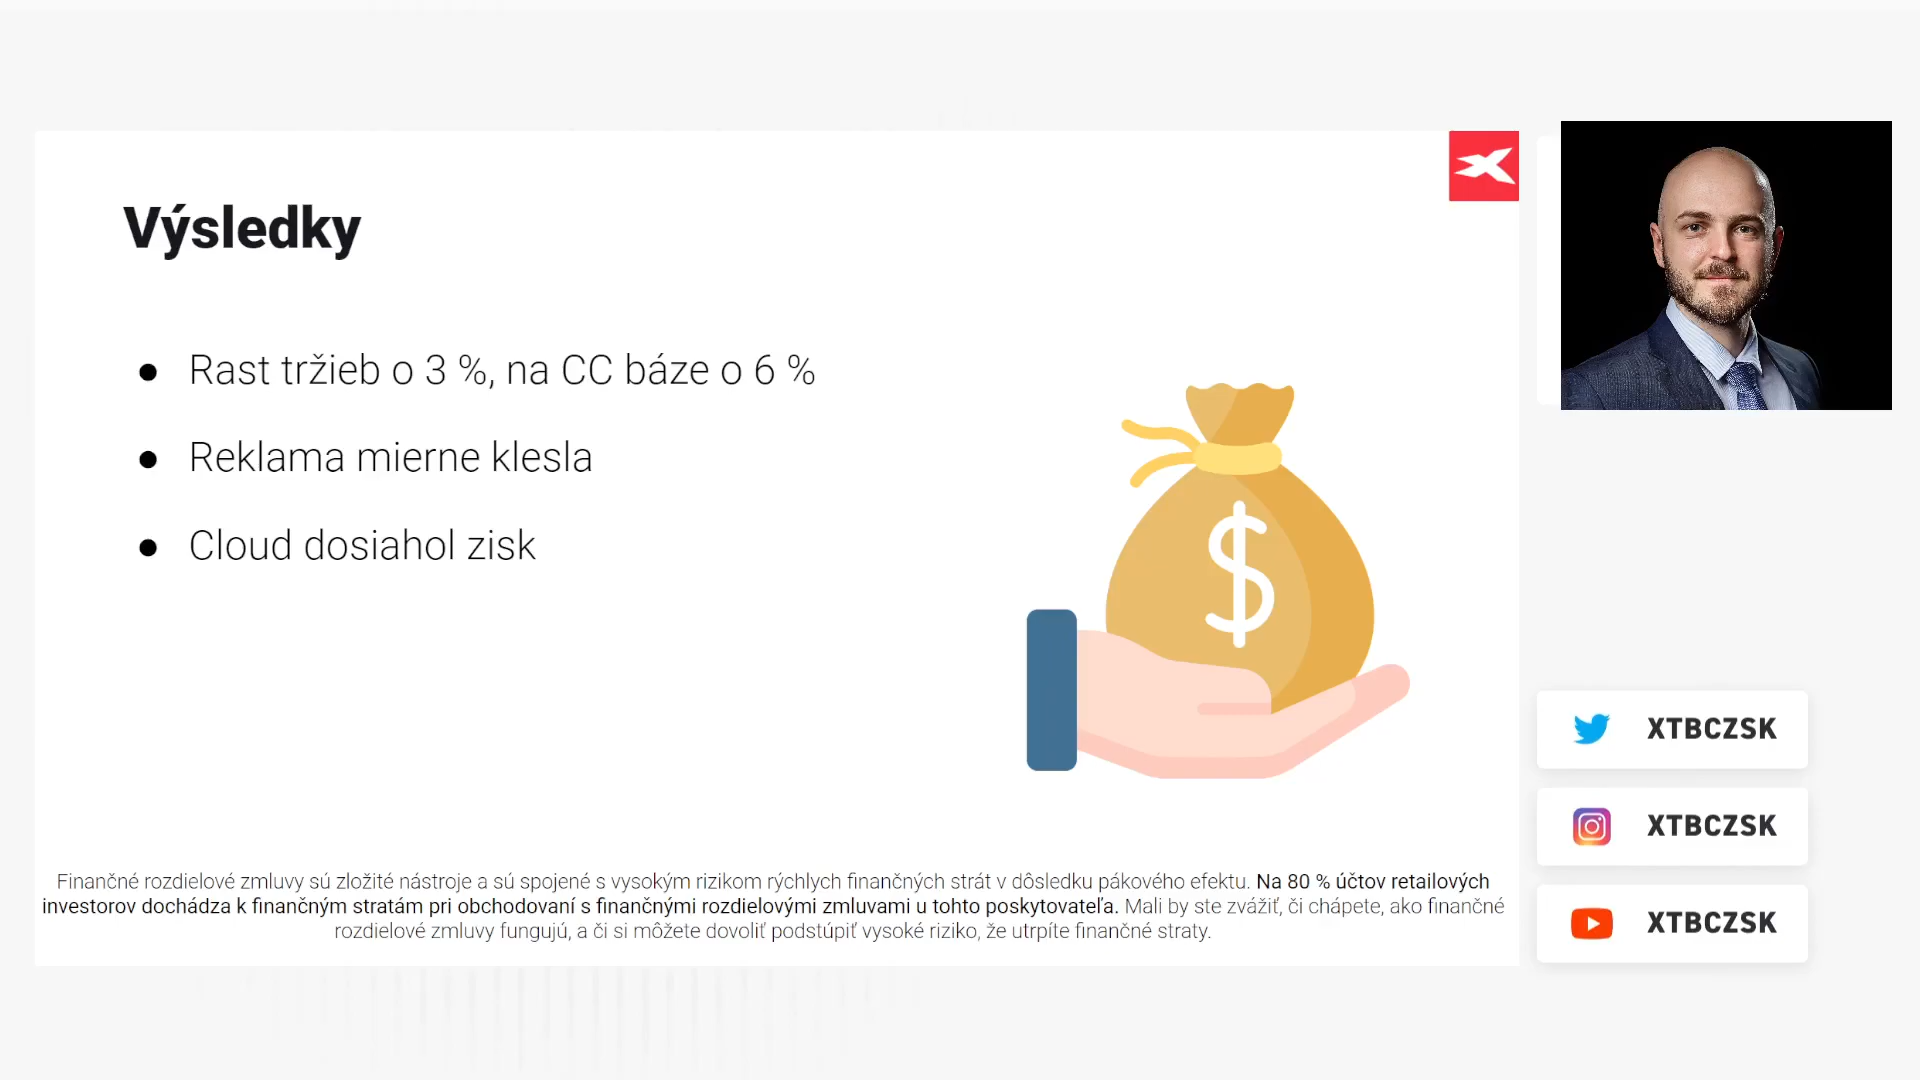 Výsledky
● Rast tržieb o 3 %, na CC báze o 6 %
● Reklama mierne klesla
● Cloud dosiahol zisk
$
Finančné rozdielové zmluvy sú zložité nástroje a sú spojené s vysokým rizikom rýchlych finančných strát v dôsledku pákového efektu. Na 80 % účtov retailových
investorov dochádza k finančným stratám pri obchodovaní s finančnými rozdielovými zmluvami u tohto poskytovateľa. Mali by ste zvážiť, či chápete, ako finančné
rozdielové zmluvy fungujú, a či si môžete dovoliť podstúpiť vysoké riziko, že utrpíte finančné straty.
XTBCZSK
XTBCZSK
XTBCZSK